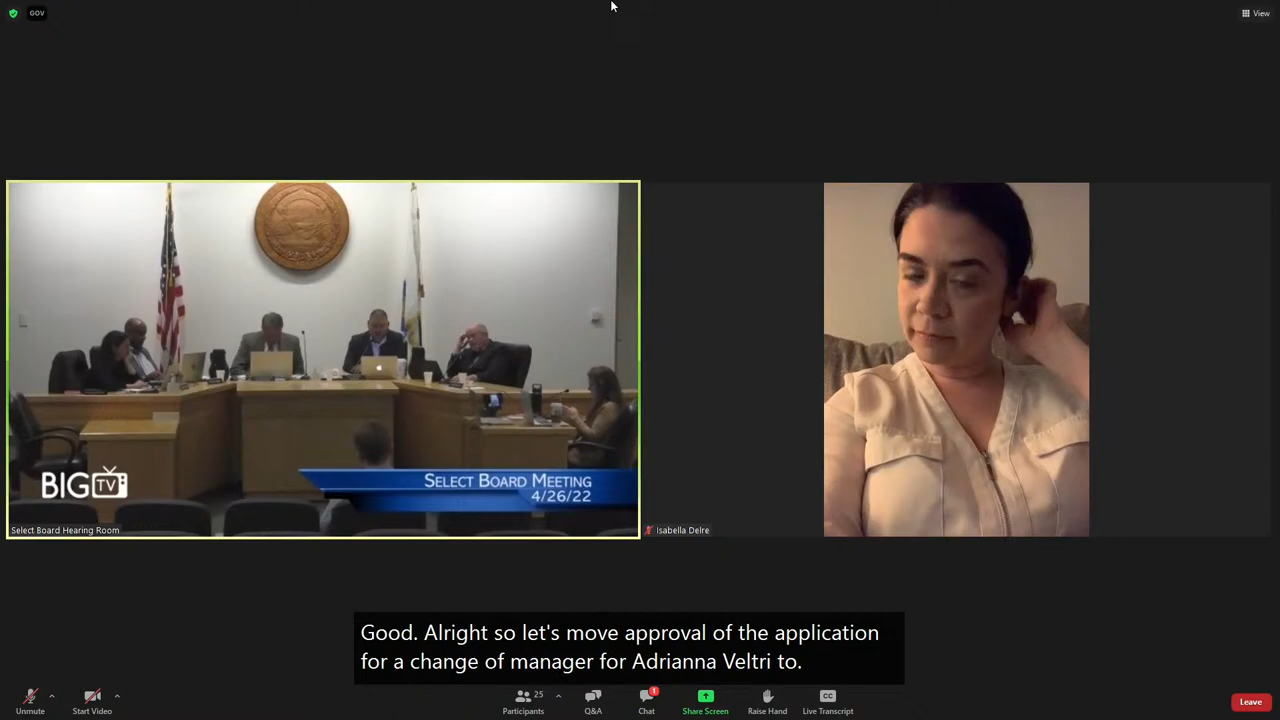 GOV
View
BIG TV
SELECT BOARD MEETING
4/26/22
Select Board Hearing Room
Isabella Delre
Good. Alright so let's move approval of the application
for a change of manager for Adrianna Veltri to.
Unmute
Start Video
25
Participants
Q&A
1
Chat
Share Screen
Raise Hand
CC
Live Transcript
Leave